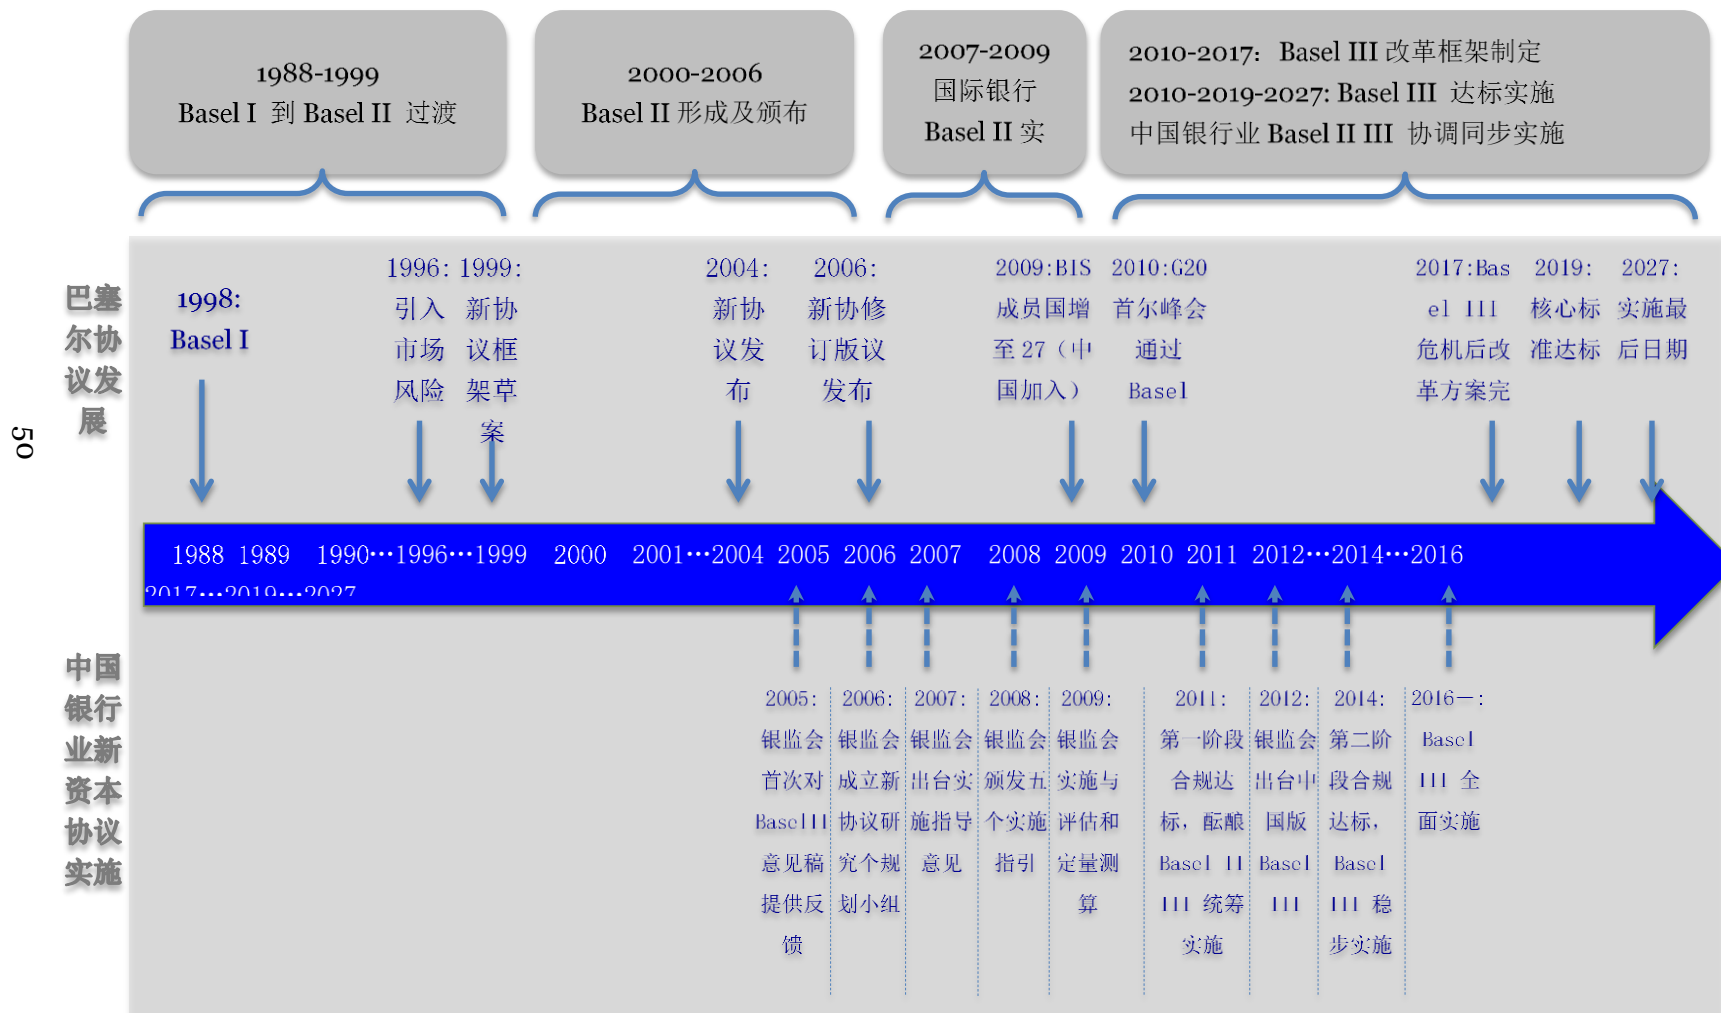 1988-1999
Basel I 到 Basel II 过渡
2000-2006
Basel II 形成及颁布
2007-2009
国际银行
Basel II 实
2010-2017: Basel III 改革框架制定
2010-2019-2027: Basel III 达标实施
中国银行业 Basel II III 协调同步实施
巴塞
尔协
议发
展
1998:
Basel I
1996:
引入
市场
风险
1999:
新协
议框
架草
案
2004:
新协
议发
布
2006:
新协修
订版议
发布
2009:BIS
成员国增
至 27（中
国加入）
2010:G20
首尔峰会
通过
Basel
2017:Bas
el III
危机后改
革方案完
2019:
核心标
准达标
2027:
实施最
后日期
50
1988 1989 1990…1996…1999 2000 2001…2004 2005 2006 2007 2008 2009 2010 2011 2012…2014…2016
2017…2019…2027
中国
银行
业新
资本
协议
实施
2005:
银监会
首次对
BaselII
意见稿
提供反
馈
2006:
银监会
成立新
协议研
究个规
划小组
2007:
银监会
出台实
施指导
意见
2008:
银监会
颁发五
个实施
指引
2009:
银监会
实施与
评估和
定量测
算
2011:
第一阶段
合规达
标，酝酿
Basel II
III 统筹
实施
2012:
银监会
出台中
国版
Basel
III
2014:
第二阶
段合规
达标，
Basel
III 稳
步实施
2016—:
Basel
III 全
面实施